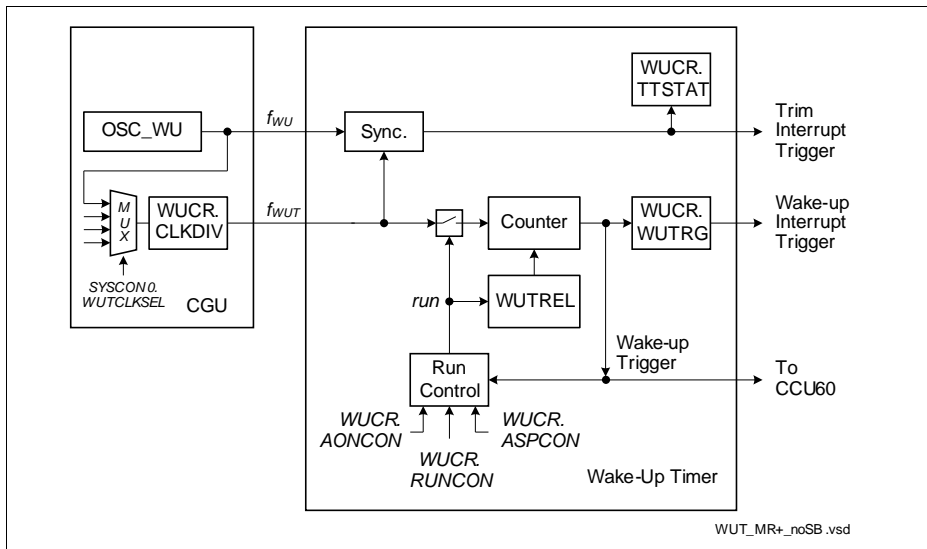 WUCR.
TTSTAT
Trim
Interrupt
Trigger
OSC_WU
fWU
Sync.
MUX
WUCR.
CLKDIV
fWUT
Counter
WUCR.
WUTRG
Wake-up
Interrupt
Trigger
SYSCON0.
WUTCLKSEL
CGU
run
WUTREL
Wake-up
Trigger
Run
Control
To
CCU60
WUCR.
AONCON
WUCR.
RUNCON
WUCR.
ASPCON
Wake-Up Timer
WUT_MR+_noSB .vsd